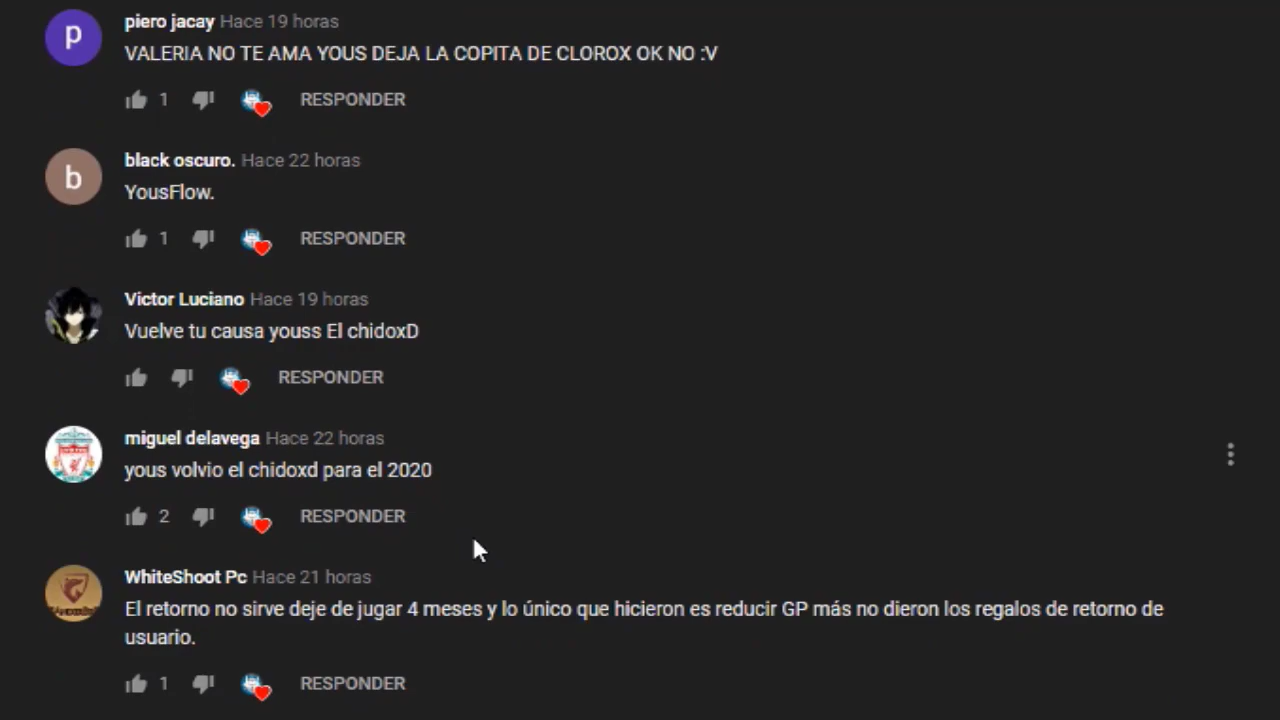 p
piero jacay Hace 19 horas
VALERIA NO TE AMA YOUS DEJA LA COPITA DE CLOROX OK NO :V
1 RESPONDER
b
black oscuro. Hace 22 horas
YousFlow.
1 RESPONDER
Victor Luciano Hace 19 horas
Vuelve tu causa youss El chidoxD
RESPONDER
miguel delavega Hace 22 horas
yous volvio el chidoxd para el 2020
2 RESPONDER
WhiteShoot Pc Hace 21 horas
El retorno no sirve deje de jugar 4 meses y lo único que hicieron es reducir GP más no dieron los regalos de retorno de
usuario.
1 RESPONDER